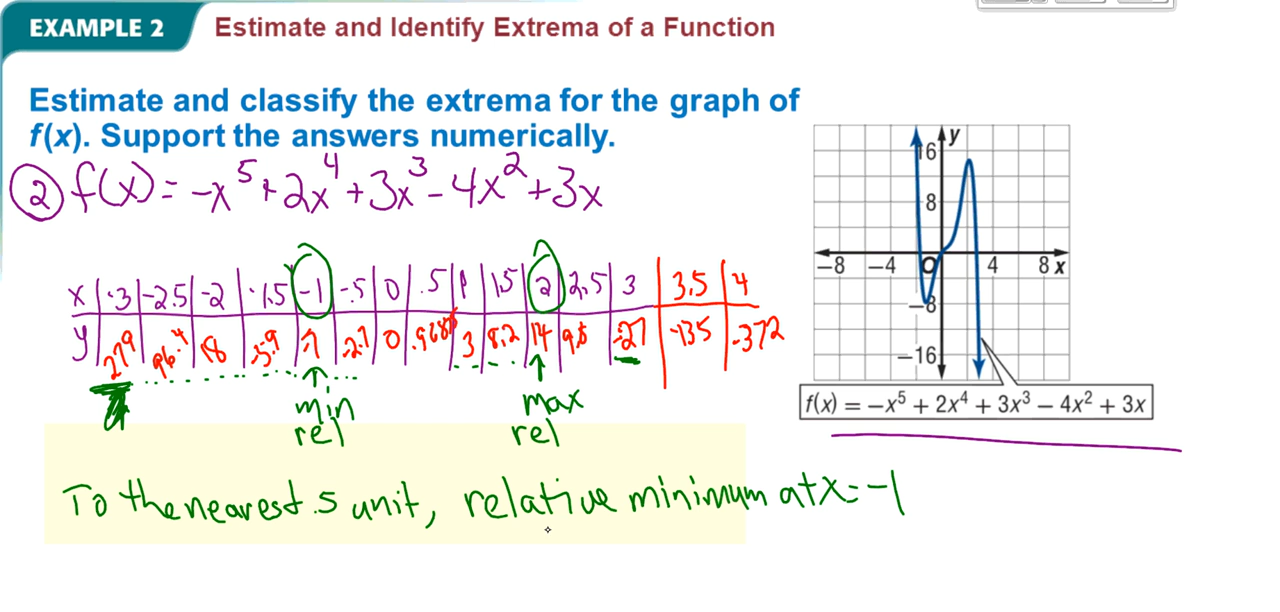 EXAMPLE 2 Estimate and Identify Extrema of a Function
Estimate and classify the extrema for the graph of
f(x). Support the answers numerically.
② f(x) = -x⁵ + 2x⁴ + 3x³ - 4x² + 3x
x -3 -2.5 -2 -1.5 -1 -.5 0 .5 1 1.5 2 2.5 3 3.5 4
y 279 96.4 18 -5.9 -7 -2.7 0 3 8.2 14 -27 -135 -372
min max
rel rel
To the nearest .5 unit, relative minimum at x = -1
y
16
8
-8 -4 O 4 8 x
-8
-16
f(x) = -x⁵ + 2x⁴ + 3x³ - 4x² + 3x